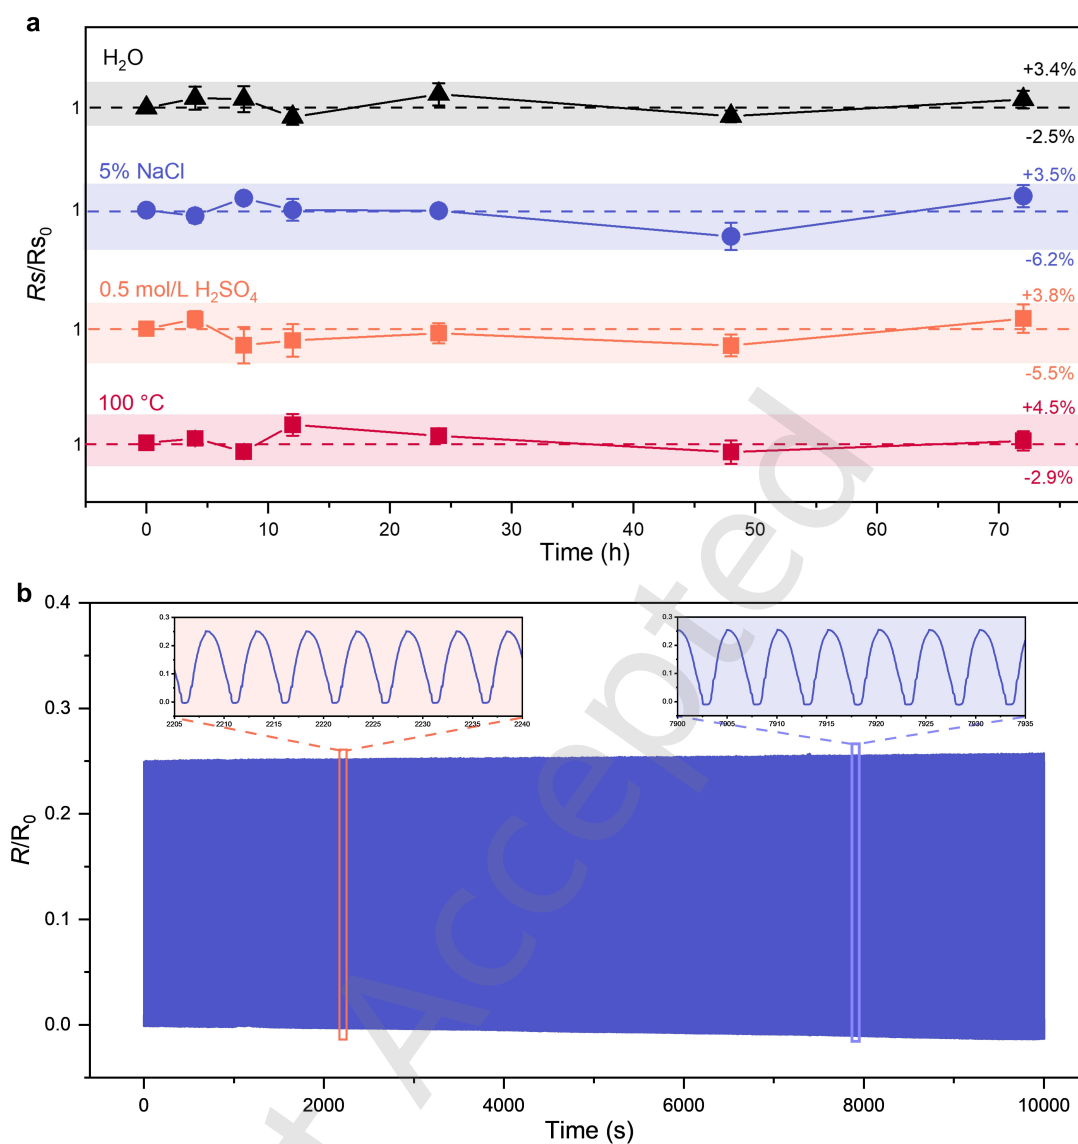 a
H₂O
+3.4%
1
-2.5%
5% NaCl
+3.5%
1
-6.2%
0.5 mol/L H₂SO₄
+3.8%
1
-5.5%
100 °C
+4.5%
1
-2.9%
Rs/Rs₀
0 10 20 30 40 50 60 70
Time (h)
b
0.4
0.3
0.2
0.1
0.0
R/R₀
0.3
0.2
0.1
0.0
2205 2210 2215 2220 2225 2230 2235 2240
0.3
0.2
0.1
0.0
7900 7905 7910 7915 7920 7925 7930 7935
0 2000 4000 6000 8000 10000
Time (s)
t Accepted